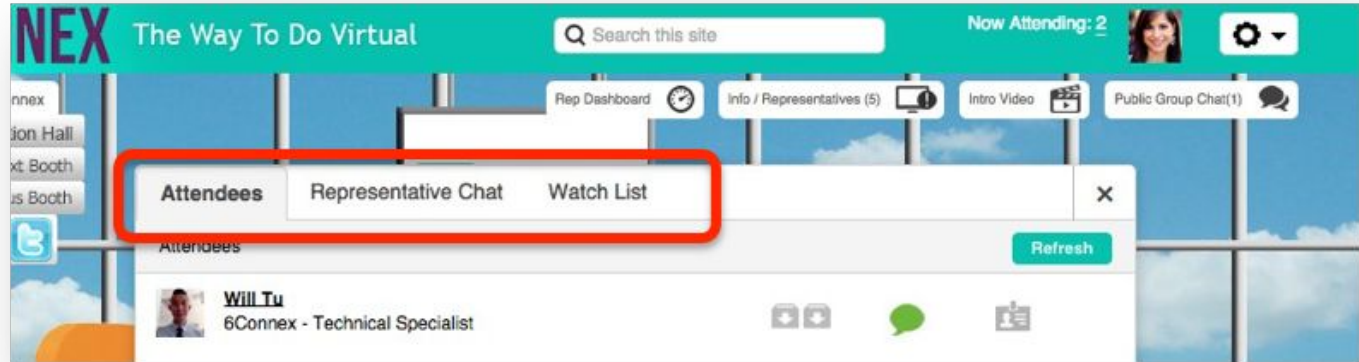 NEX The Way To Do Virtual
Search this site
Now Attending: 2
nnex
Rep Dashboard
Info / Representatives (5)
Intro Video
Public Group Chat(1)
tion Hall
xt Booth
us Booth
Attendees
Representative Chat
Watch List
Attendees
Refresh
Will Tu
6Connex - Technical Specialist